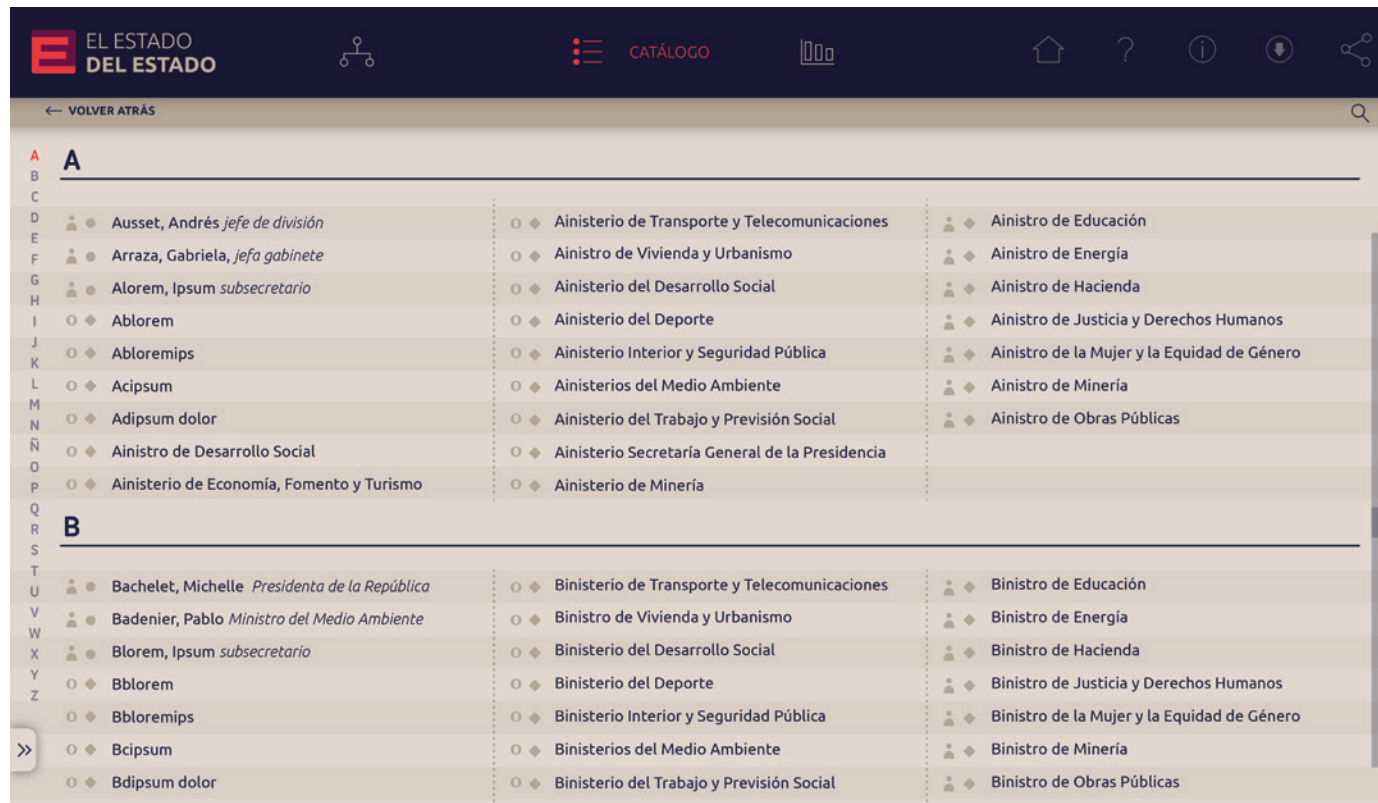 EL ESTADO
DEL ESTADO
CATÁLOGO
← VOLVER ATRÁS
A
B
C
D
E
F
G
H
I
J
K
L
M
N
Ñ
O
P
Q
R
S
T
U
V
W
X
Y
Z
A
Ausset, Andrés jefe de división
Arraza, Gabriela, jefa gabinete
Alorem, Ipsum subsecretario
Ablorem
Abloremips
Acipsum
Adipsum dolor
Ainistro de Desarrollo Social
Ainisterio de Economía, Fomento y Turismo
Ainisterio de Transporte y Telecomunicaciones
Ainistro de Vivienda y Urbanismo
Ainisterio del Desarrollo Social
Ainisterio del Deporte
Ainisterio Interior y Seguridad Pública
Ainisterios del Medio Ambiente
Ainisterio del Trabajo y Previsión Social
Ainisterio Secretaría General de la Presidencia
Ainisterio de Minería
Ainistro de Educación
Ainistro de Energía
Ainistro de Hacienda
Ainistro de Justicia y Derechos Humanos
Ainistro de la Mujer y la Equidad de Género
Ainistro de Minería
Ainistro de Obras Públicas
B
Bachelet, Michelle Presidenta de la República
Badenier, Pablo Ministro del Medio Ambiente
Blorem, Ipsum subsecretario
Bblorem
Bbloremips
Bcipsum
Bdipsum dolor
Binisterio de Transporte y Telecomunicaciones
Binistro de Vivienda y Urbanismo
Binisterio del Desarrollo Social
Binisterio del Deporte
Binisterio Interior y Seguridad Pública
Binisterios del Medio Ambiente
Binisterio del Trabajo y Previsión Social
Binistro de Educación
Binistro de Energía
Binistro de Hacienda
Binistro de Justicia y Derechos Humanos
Binistro de la Mujer y la Equidad de Género
Binistro de Minería
Binistro de Obras Públicas